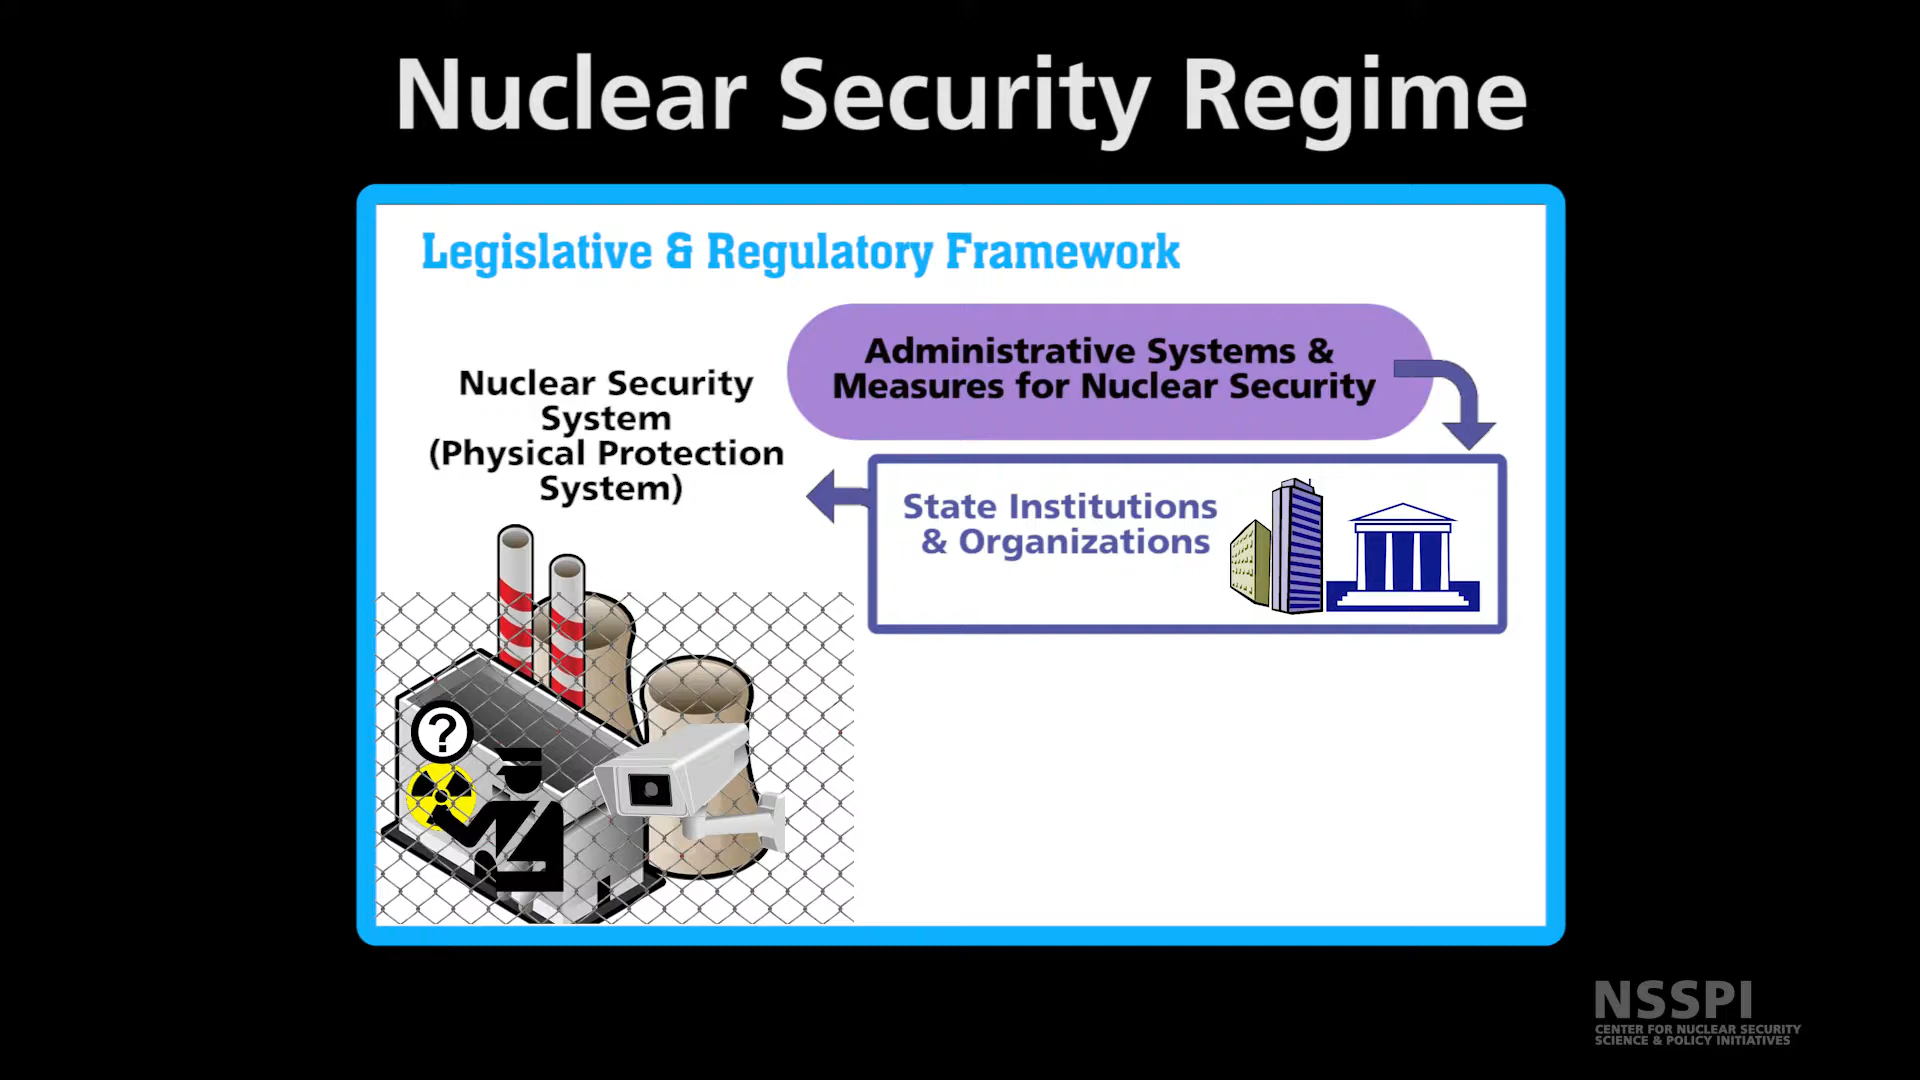 Nuclear Security Regime
Legislative & Regulatory Framework
Administrative Systems &
Measures for Nuclear Security
Nuclear Security
System
(Physical Protection
System)
State Institutions
& Organizations
?
NSSPI
CENTER FOR NUCLEAR SECURITY
SCIENCE & POLICY INITIATIVES